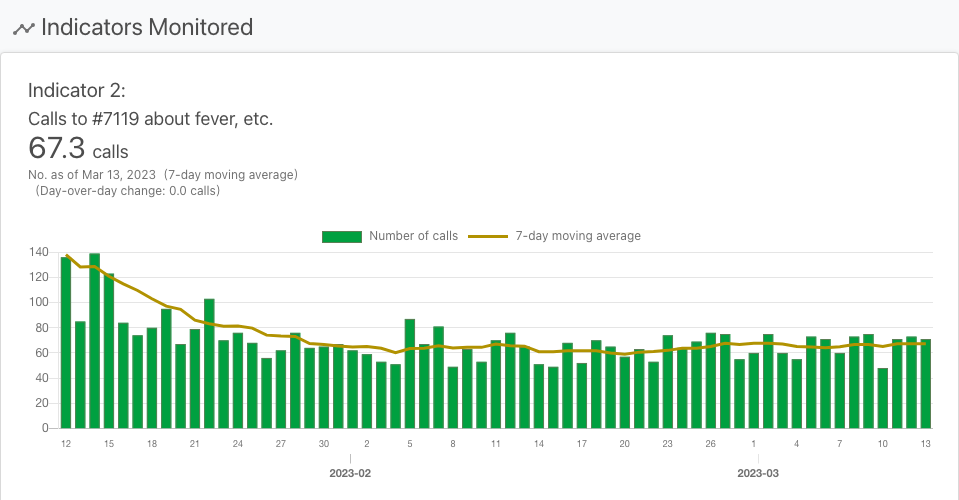 Indicators Monitored
Indicator 2:
Calls to #7119 about fever, etc.
67.3 calls
No. as of Mar 13, 2023 (7-day moving average)
(Day-over-day change: 0.0 calls)
Number of calls 7-day moving average
140
120
100
80
60
40
20
0
12 15 18 21 24 27 30 2 5 8 11 14 17 20 23 26 1 4 7 10 13
2023-02 2023-03